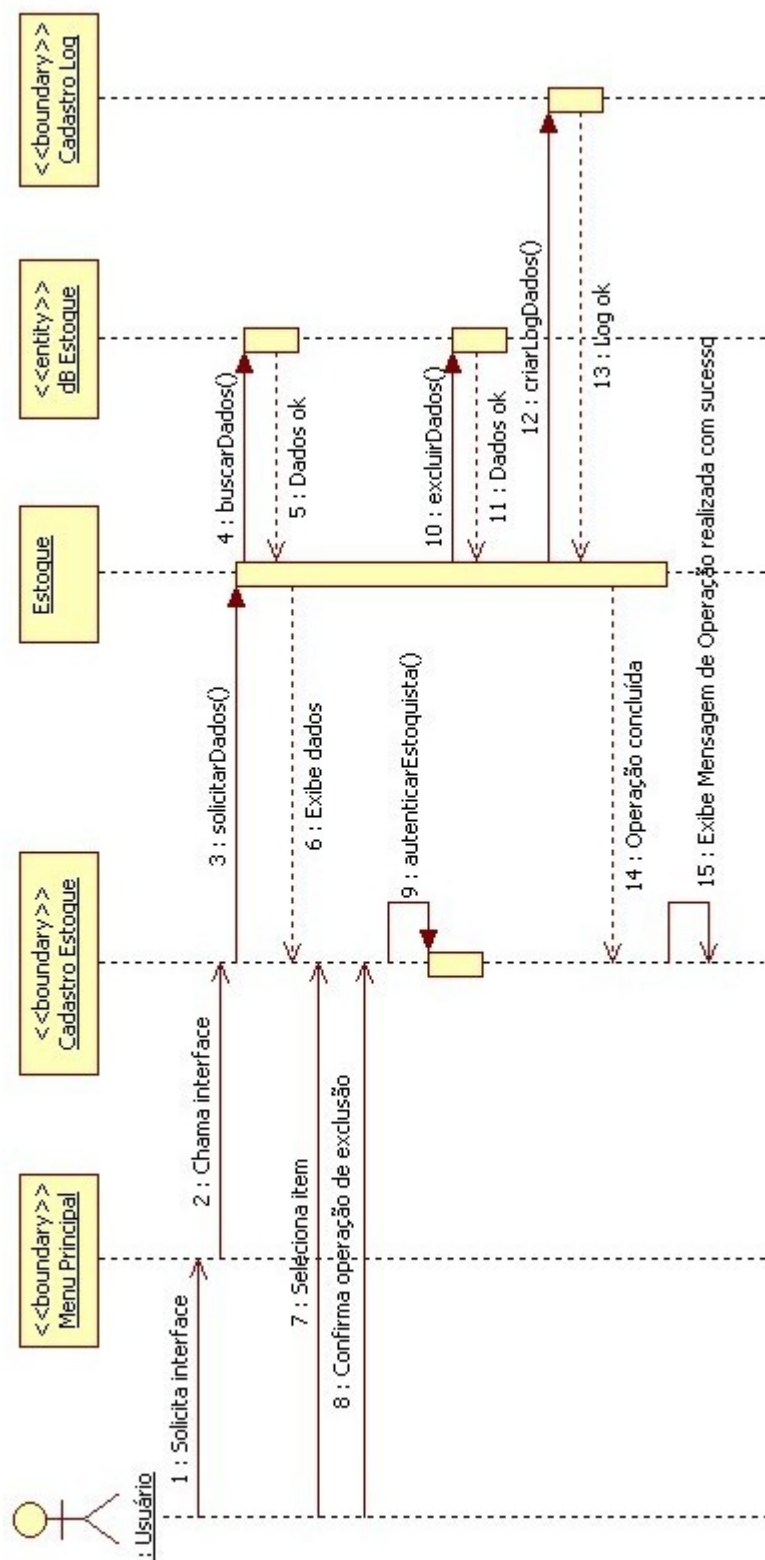 : Usuário
<<boundary>>
Menu Principal
<<boundary>>
Cadastro Estoque
Estoque
<<entity>>
dB Estoque
<<boundary>>
Cadastro Log
1 : Solicita interface
2 : Chama interface
3 : solicitarDados()
4 : buscarDados()
5 : Dados ok
6 : Exibe dados
7 : Seleciona item
8 : Confirma operação de exclusão
9 : autenticarEstoquista()
10 : excluirDados()
11 : Dados ok
12 : criarLogDados()
13 : Log ok
14 : Operação concluída
15 : Exibe Mensagem de Operação realizada com sucesso